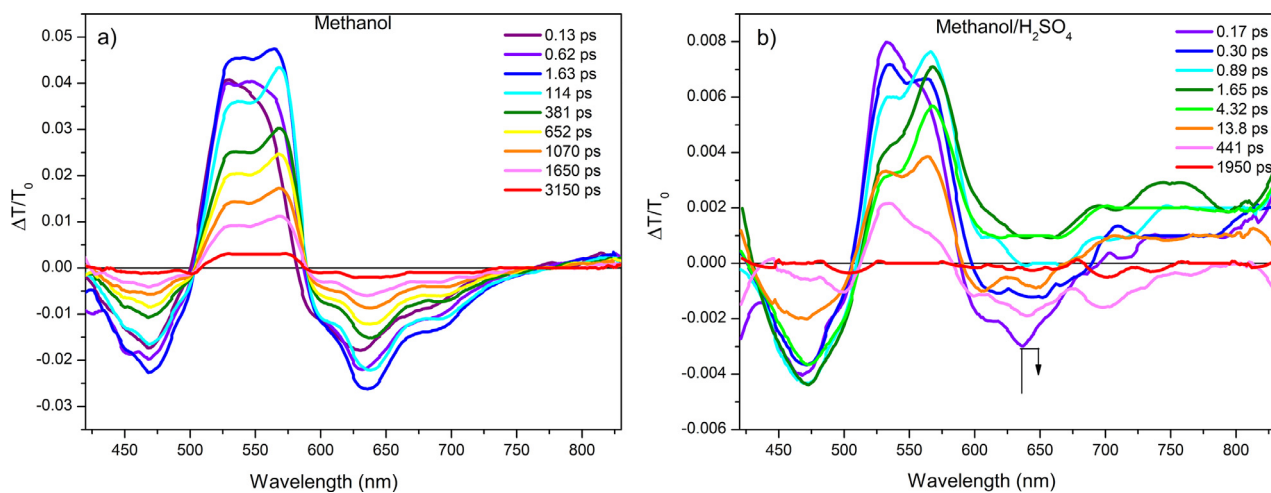 a)
Methanol
0.13 ps
0.62 ps
1.63 ps
114 ps
381 ps
652 ps
1070 ps
1650 ps
3150 ps
ΔT/T₀
0.05
0.04
0.03
0.02
0.01
0.00
-0.01
-0.02
-0.03
450 500 550 600 650 700 750 800
Wavelength (nm)
b)
Methanol/H₂SO₄
0.17 ps
0.30 ps
0.89 ps
1.65 ps
4.32 ps
13.8 ps
441 ps
1950 ps
ΔT/T₀
0.008
0.006
0.004
0.002
0.000
-0.002
-0.004
-0.006
450 500 550 600 650 700 750 800
Wavelength (nm)